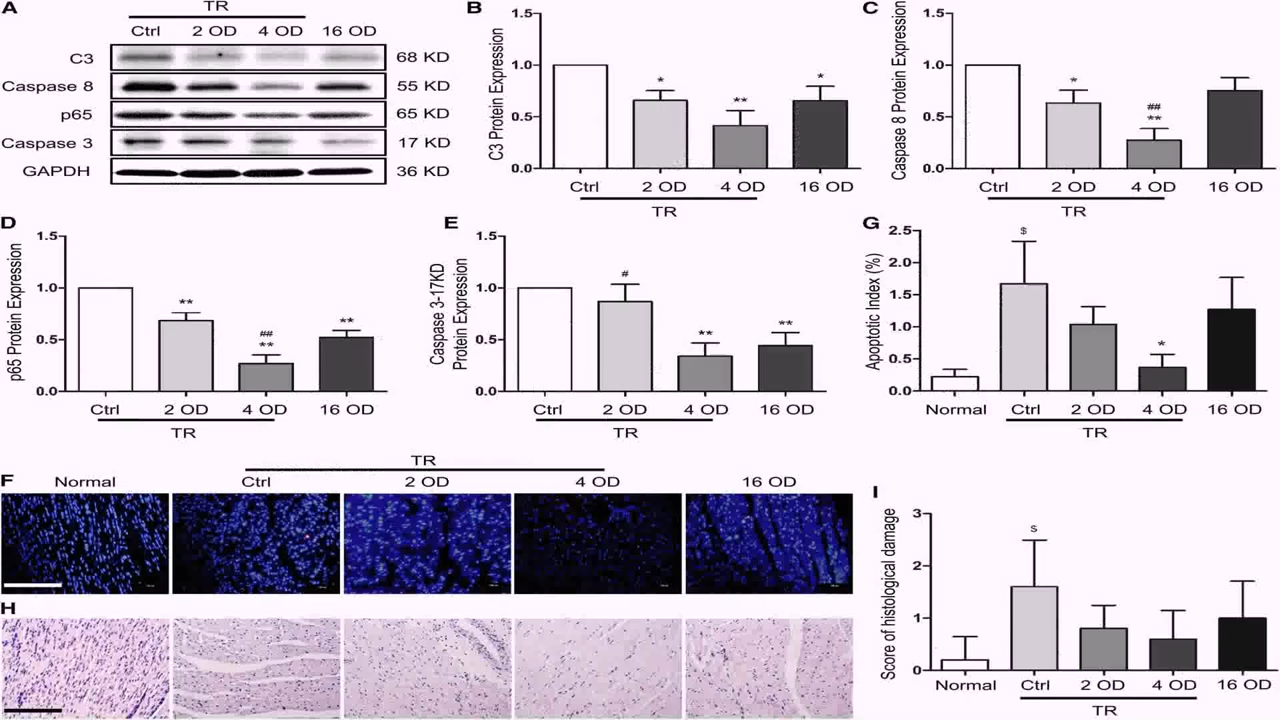 A
TR
Ctrl 2 OD 4 OD 16 OD
C3 68 KD
Caspase 8 55 KD
p65 65 KD
Caspase 3 17 KD
GAPDH 36 KD
B
C3 Protein Expression
1.5
1.0
0.5
0.0
* ** *
Ctrl 2 OD 4 OD 16 OD
TR
C
Caspase 8 Protein Expression
1.5
1.0
0.5
0.0
*
##
**
Ctrl 2 OD 4 OD 16 OD
TR
D
p65 Protein Expression
1.5
1.0
0.5
0.0
**
##
**
**
Ctrl 2 OD 4 OD 16 OD
TR
E
Caspase 3-17KD
Protein Expression
1.5
1.0
0.5
0.0
# ** **
Ctrl 2 OD 4 OD 16 OD
TR
G
Apoptotic Index (%)
2.5
2.0
1.5
1.0
0.5
0.0
$
*
Normal Ctrl 2 OD 4 OD 16 OD
TR
F
TR
Normal Ctrl 2 OD 4 OD 16 OD
H
I
Score of histological damage
3
2
1
0
$
Normal Ctrl 2 OD 4 OD 16 OD
TR